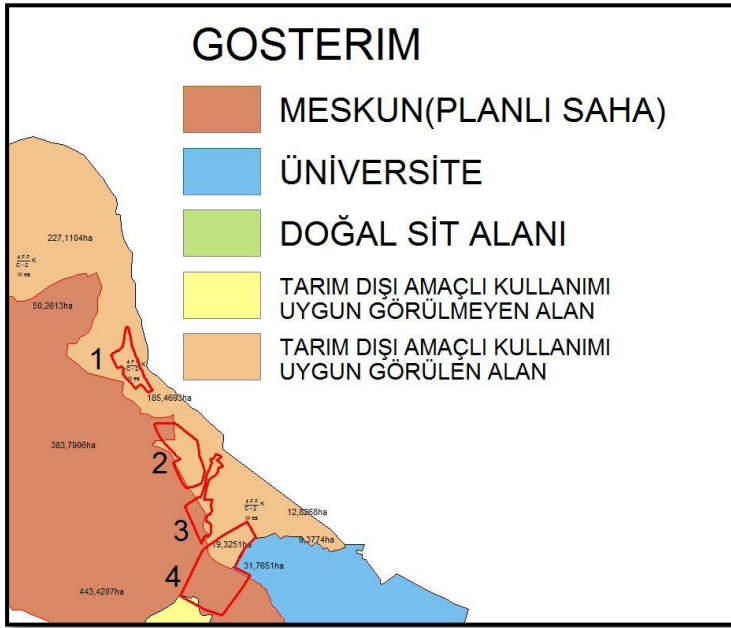 GOSTERIM
MESKUN(PLANLI SAHA)
ÜNİVERSİTE
DOĞAL SİT ALANI
TARIM DIŞI AMAÇLI KULLANIMI
UYGUN GÖRÜLMEYEN ALAN
TARIM DIŞI AMAÇLI KULLANIMI
UYGUN GÖRÜLEN ALAN
227,1104ha
50,2613ha
1
185,4693ha
383,7906ha
2
12,8268ha
3
19,3251ha
9,3774ha
4
31,7651ha
443,4207ha